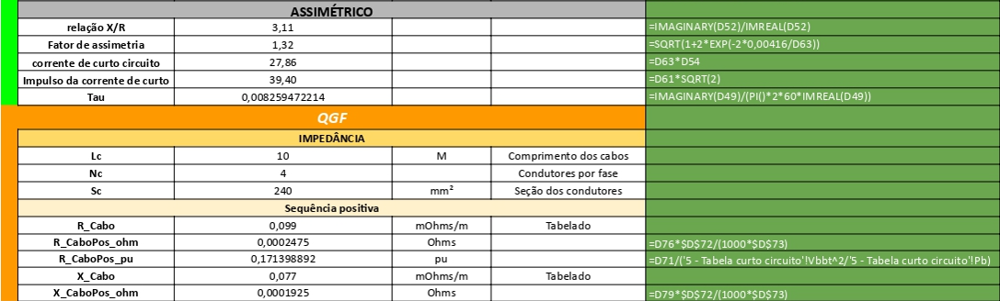 ASSIMÉTRICO
relação X/R 3,11 =IMAGINARY(D52)/IMREAL(D52)
Fator de assimetria 1,32 =SQRT(1+2*EXP(-2*0,00416/D63))
corrente de curto circuito 27,86 =D63*D54
Impulso da corrente de curto 39,40 =D61*SQRT(2)
Tau 0,008259472214 =IMAGINARY(D49)/(PI()*2*60*IMREAL(D49))
QGF
IMPEDÂNCIA
Lc 10 M Comprimento dos cabos
Nc 4 Condutores por fase
Sc 240 mm² Seção dos condutores
Sequência positiva
R_Cabo 0,099 mOhms/m Tabelado
R_CaboPos_ohm 0,0002475 Ohms =D76*$D$72/(1000*$D$73)
R_CaboPos_pu 0,171398892 pu =D71/('5 - Tabela curto circuito'!Vbbt^2/'5 - Tabela curto circuito'!Pb)
X_Cabo 0,077 mOhms/m Tabelado
X_CaboPos_ohm 0,0001925 Ohms =D79*$D$72/(1000*$D$73)